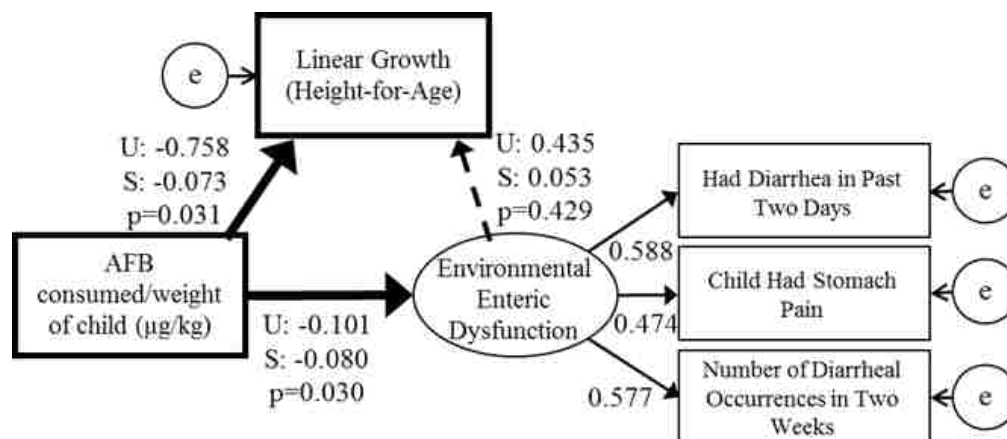 e
Linear Growth
(Height-for-Age)
U: -0.758
S: -0.073
p=0.031
U: 0.435
S: 0.053
p=0.429
AFB
consumed/weight
of child (µg/kg)
U: -0.101
S: -0.080
p=0.030
Environmental
Enteric
Dysfunction
0.588
0.474
0.577
Had Diarrhea in Past
Two Days
e
Child Had Stomach
Pain
e
Number of Diarrheal
Occurrences in Two
Weeks
e